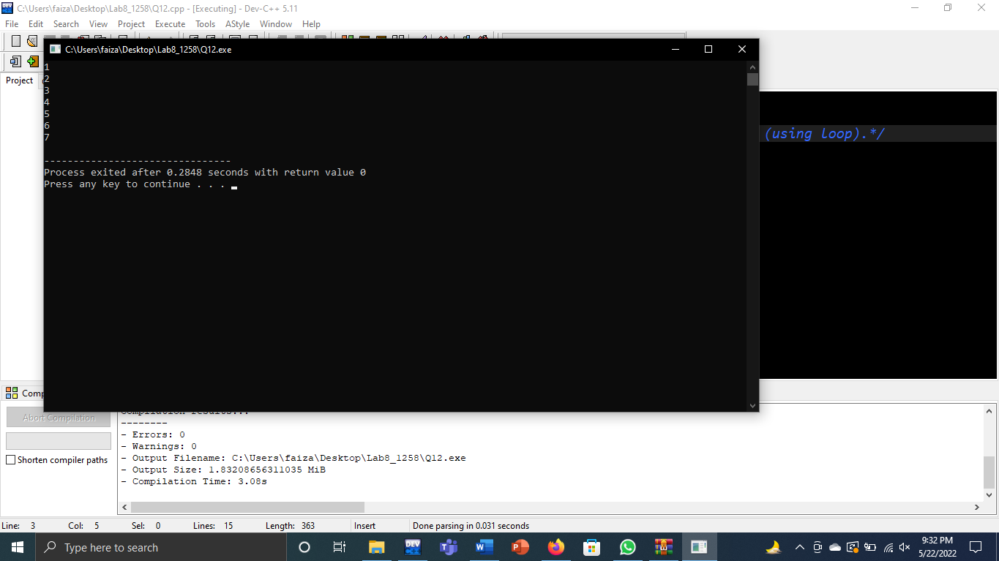 C:\Users\faiza\Desktop\Lab8_1258\Q12.cpp - [Executing] - Dev-C++ 5.11
File Edit Search View Project Execute Tools AStyle Window Help
C:\Users\faiza\Desktop\Lab8_1258\Q12.exe
Project
1
2
3
4
5
6
7
--------------------------------
Process exited after 0.2848 seconds with return value 0
Press any key to continue . . .
(using loop).*/
Abort Compilation
Shorten compiler paths
Compilation results...
--------
- Errors: 0
- Warnings: 0
- Output Filename: C:\Users\faiza\Desktop\Lab8_1258\Q12.exe
- Output Size: 1.83208656311035 MiB
- Compilation Time: 3.08s
Line: 3 Col: 5 Sel: 0 Lines: 15 Length: 363 Insert Done parsing in 0.031 seconds
Type here to search
DEV
9:32 PM
5/22/2022